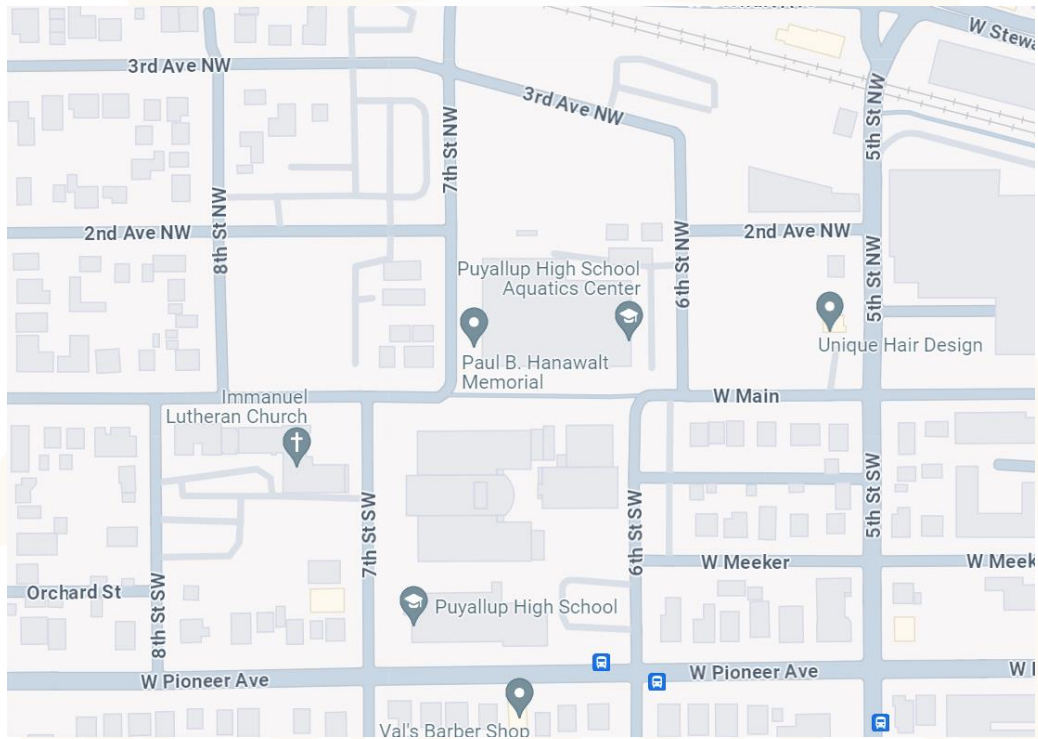 W Stewa
3rd Ave NW
3rd Ave NW
5th St NW
7th St NW
8th St NW
2nd Ave NW
6th St NW
2nd Ave NW
5th St NW
Puyallup High School
Aquatics Center
Unique Hair Design
Paul B. Hanawalt
Memorial
Immanuel
Lutheran Church
W Main
5th St SW
7th St SW
6th St SW
W Meeker
W Meek
Orchard St
8th St SW
Puyallup High School
W Pioneer Ave
W Pioneer Ave
W
Val's Barber Shop